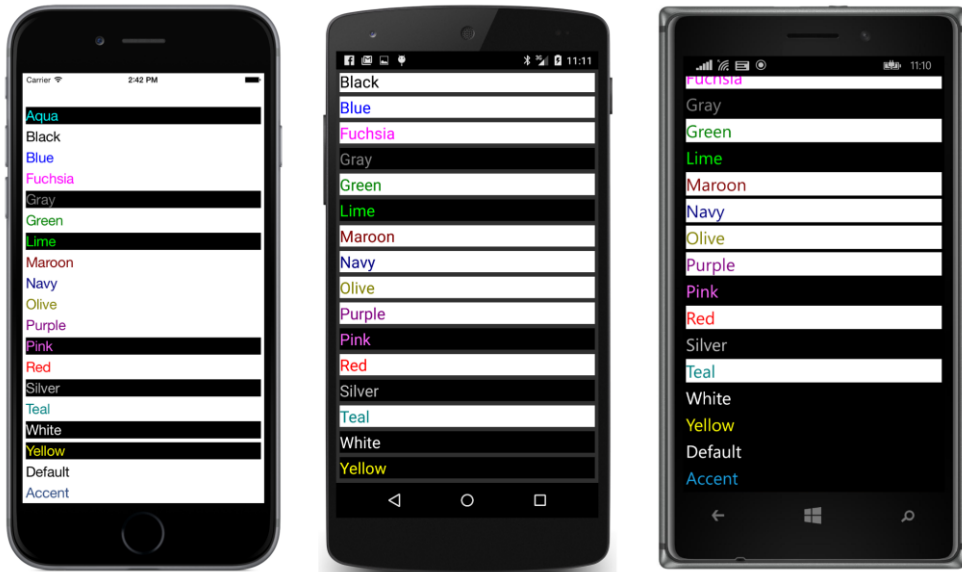 Carrier 2:42 PM
Aqua
Black
Blue
Fuchsia
Gray
Green
Lime
Maroon
Navy
Olive
Purple
Pink
Red
Silver
Teal
White
Yellow
Default
Accent
3G 11:11
Black
Blue
Fuchsia
Gray
Green
Lime
Maroon
Navy
Olive
Purple
Pink
Red
Silver
Teal
White
Yellow
11:10
Fuchsia
Gray
Green
Lime
Maroon
Navy
Olive
Purple
Pink
Red
Silver
Teal
White
Yellow
Default
Accent